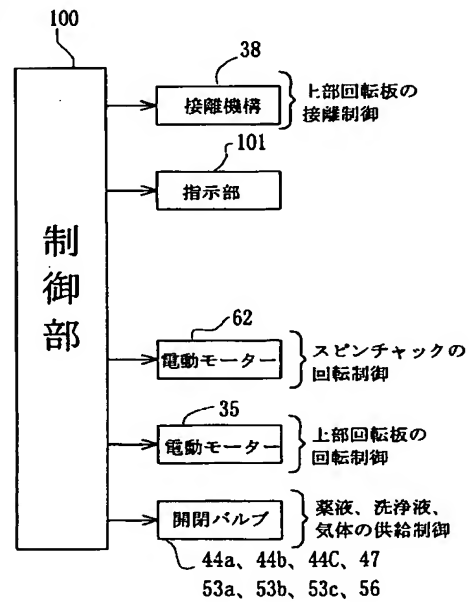 100
制御部
38
接離機構
上部回転板の
接離制御
101
指示部
62
電動モーター
スピンチャックの
回転制御
35
電動モーター
上部回転板の
回転制御
開閉バルブ
薬液、洗浄液、
気体の供給制御
44a、44b、44C、47
53a、53b、53c、56